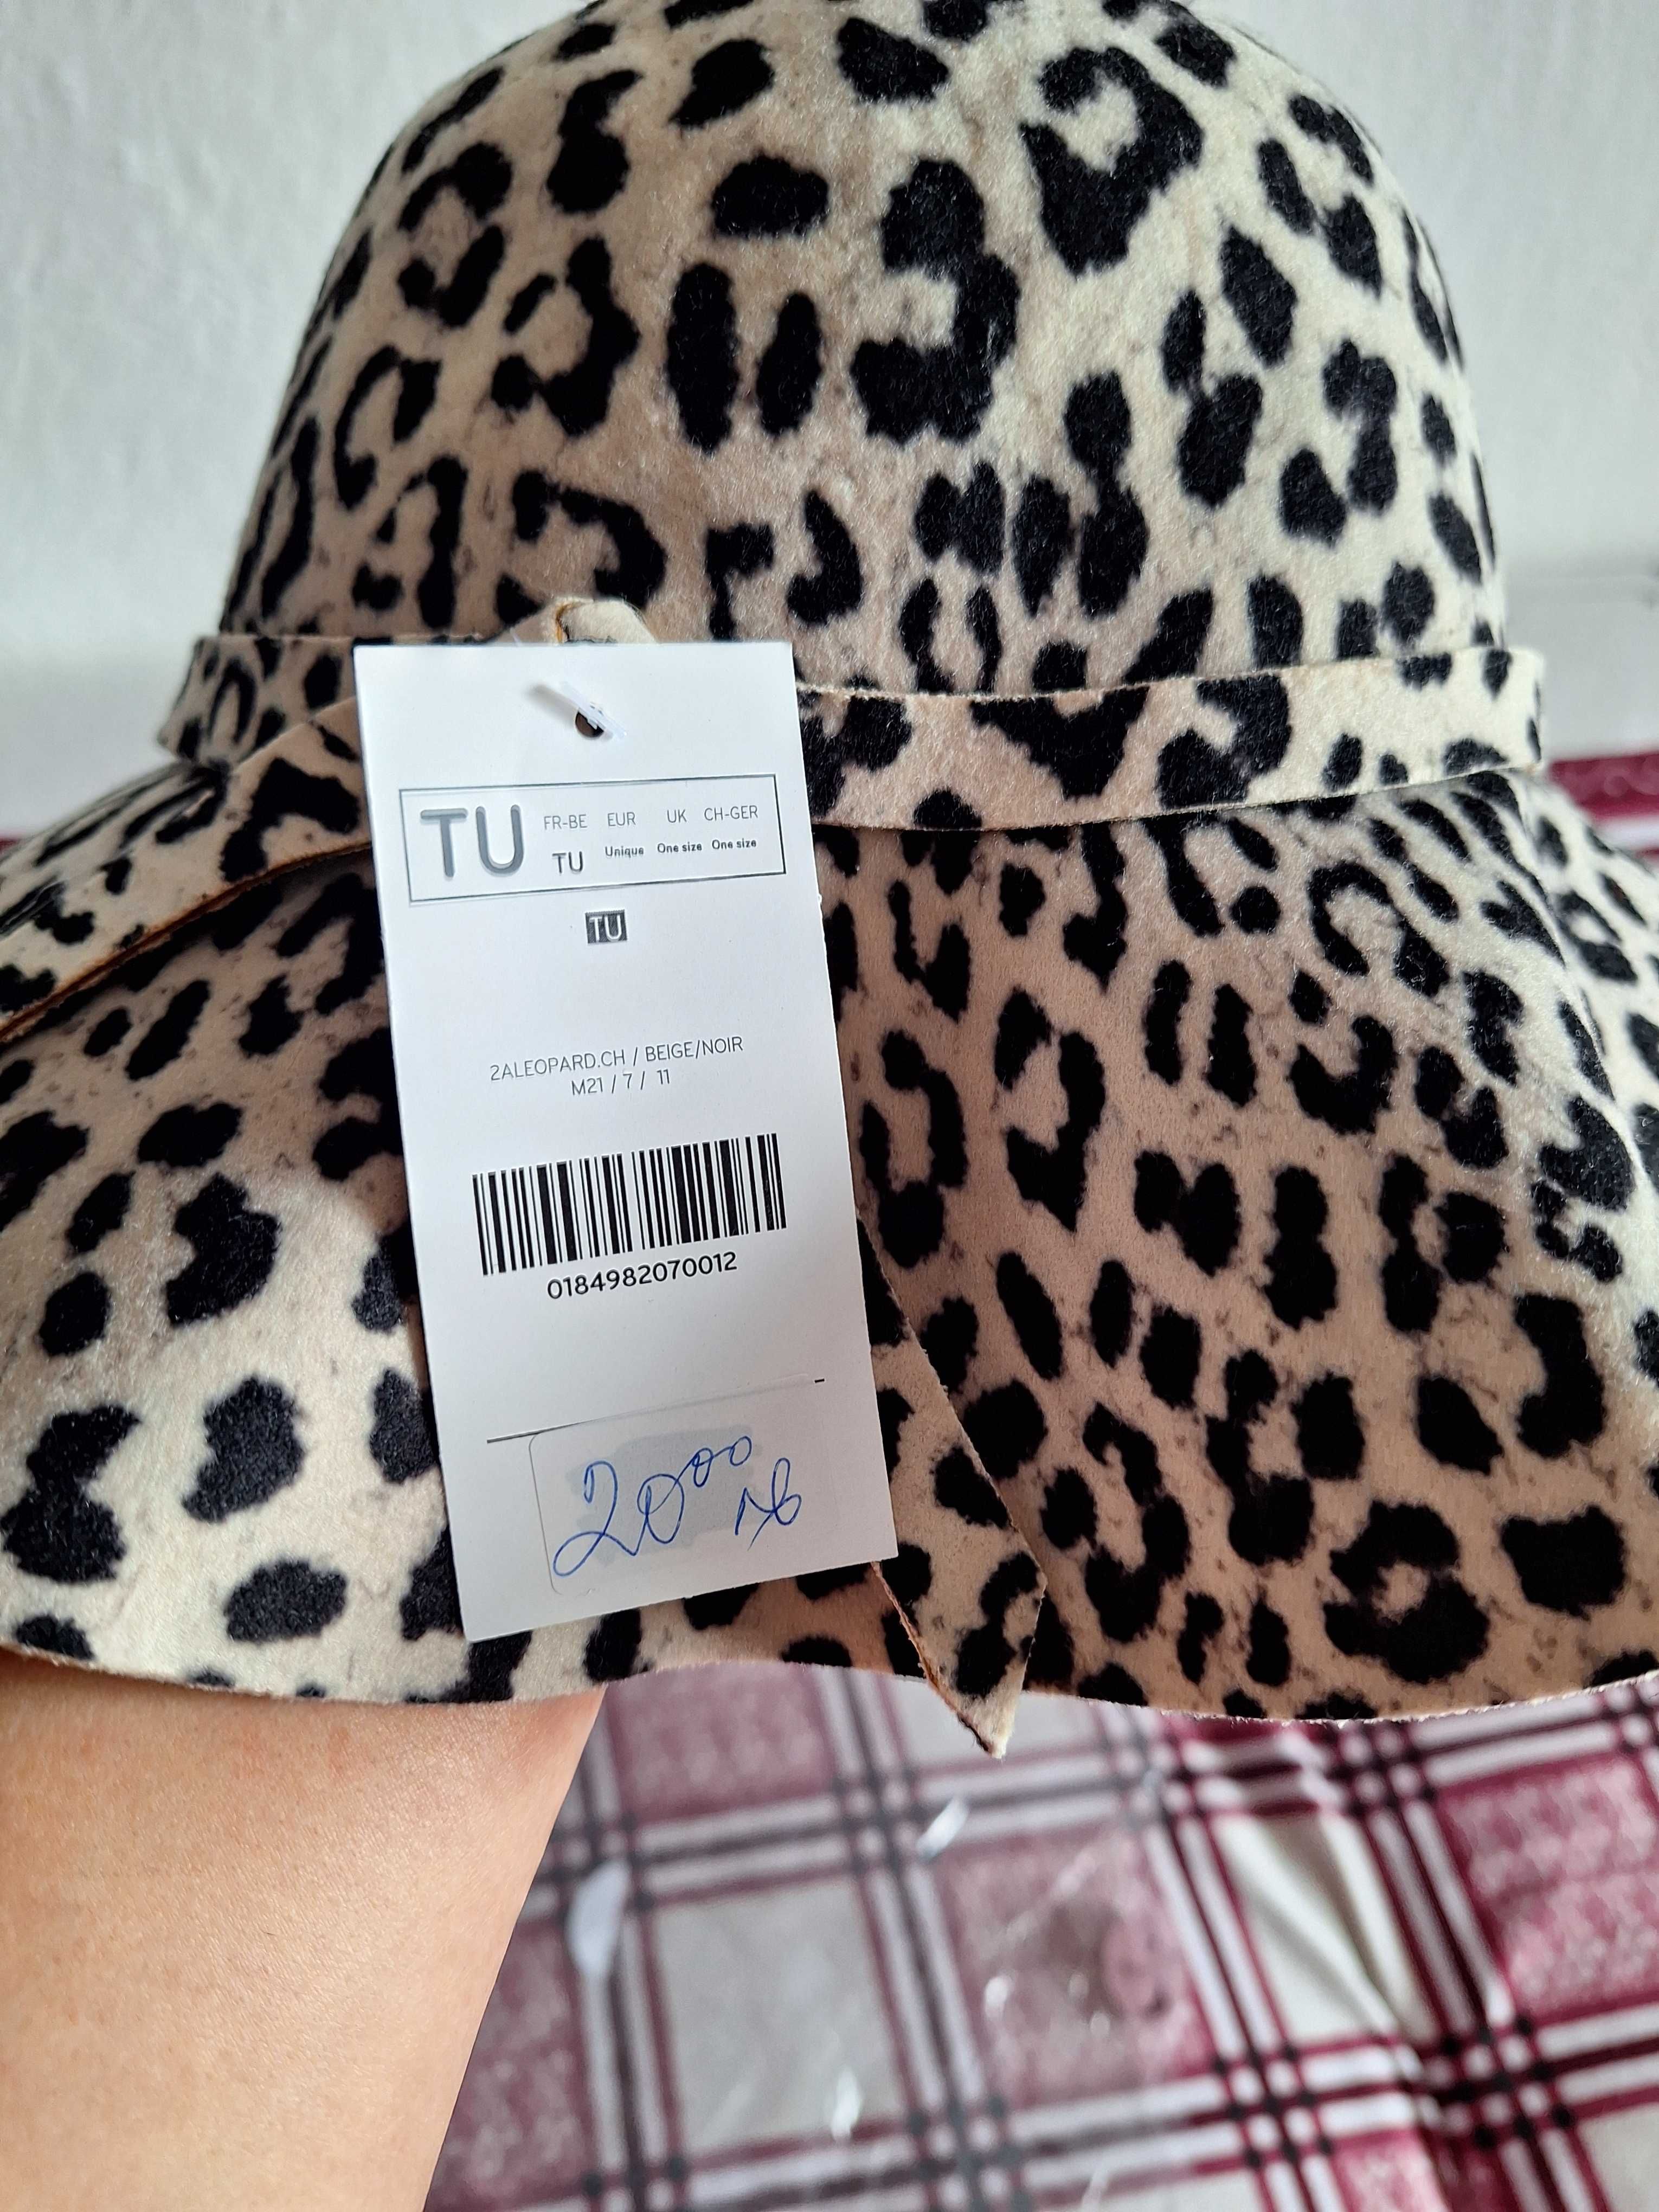 TU FR-BE EUR UK CH-GER
TU Unique One size One size
TU
2ALEOPARD.CH / BEIGE/NOIR
M21 / 7 / 11
0184982070012
20⁰⁰